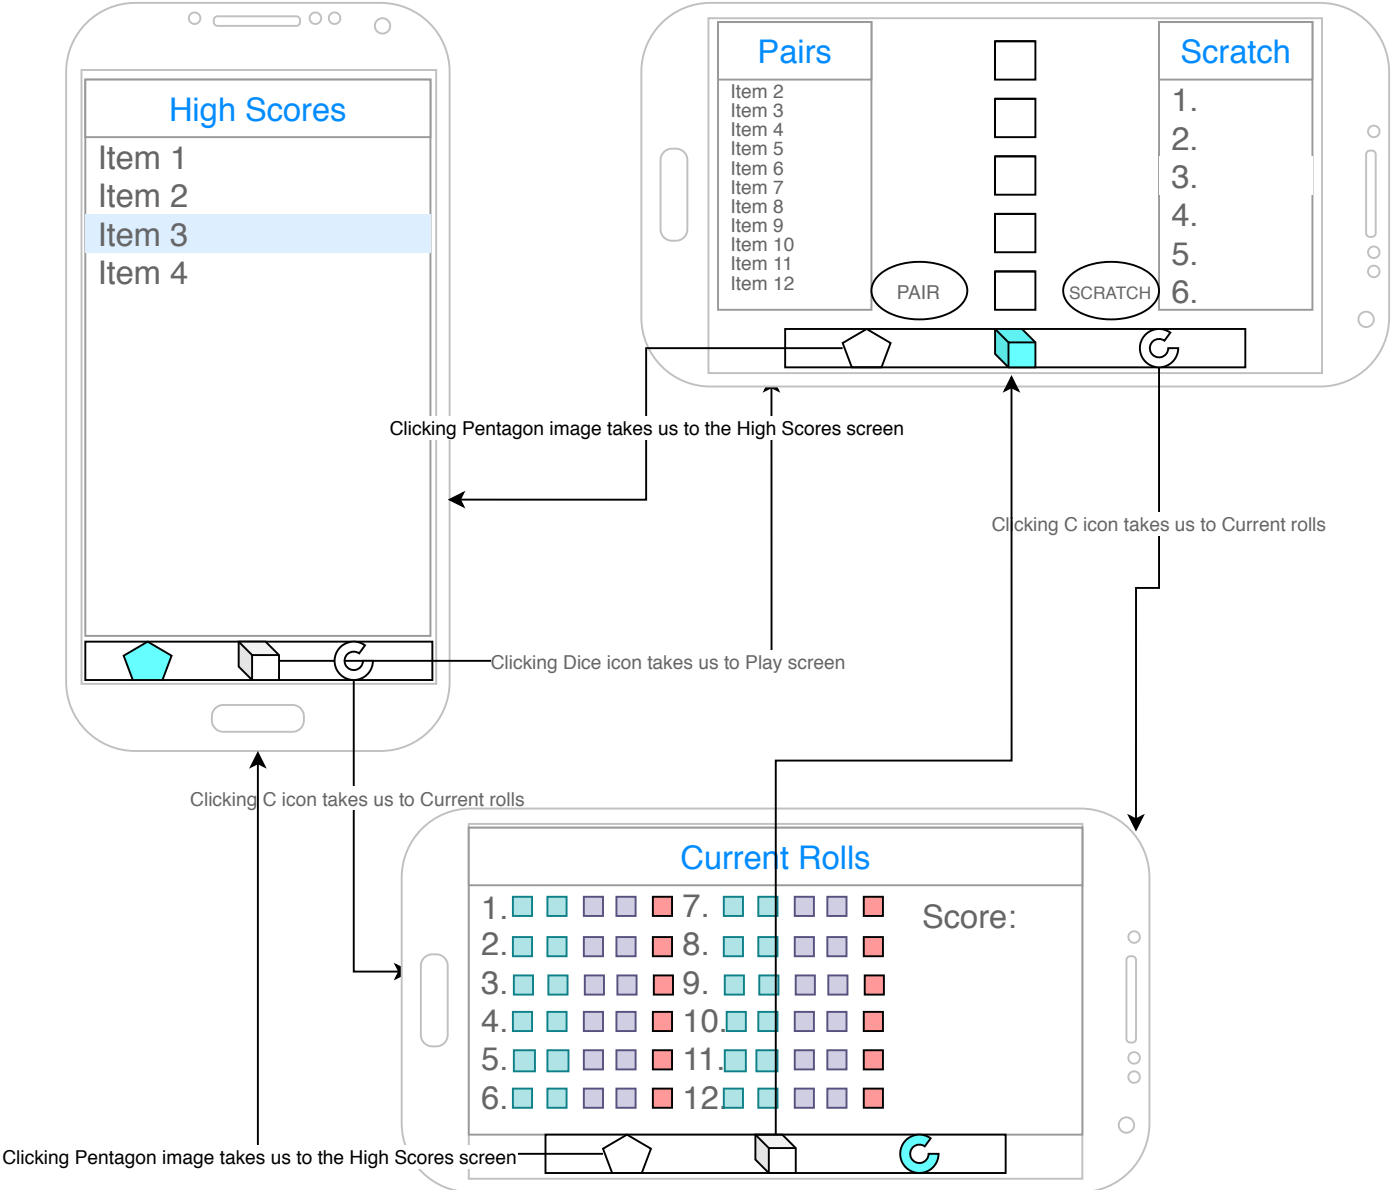 High Scores
Item 1
Item 2
Item 3
Item 4
Pairs
Item 2
Item 3
Item 4
Item 5
Item 6
Item 7
Item 8
Item 9
Item 10
Item 11
Item 12
PAIR
SCRATCH
Scratch
1.
2.
3.
4.
5.
6.
Clicking Pentagon image takes us to the High Scores screen
Clicking C icon takes us to Current rolls
Clicking Dice icon takes us to Play screen
Clicking C icon takes us to Current rolls
Current Rolls
1. 7.
2. 8.
3. 9.
4. 10.
5. 11.
6. 12.
Score:
Clicking Pentagon image takes us to the High Scores screen